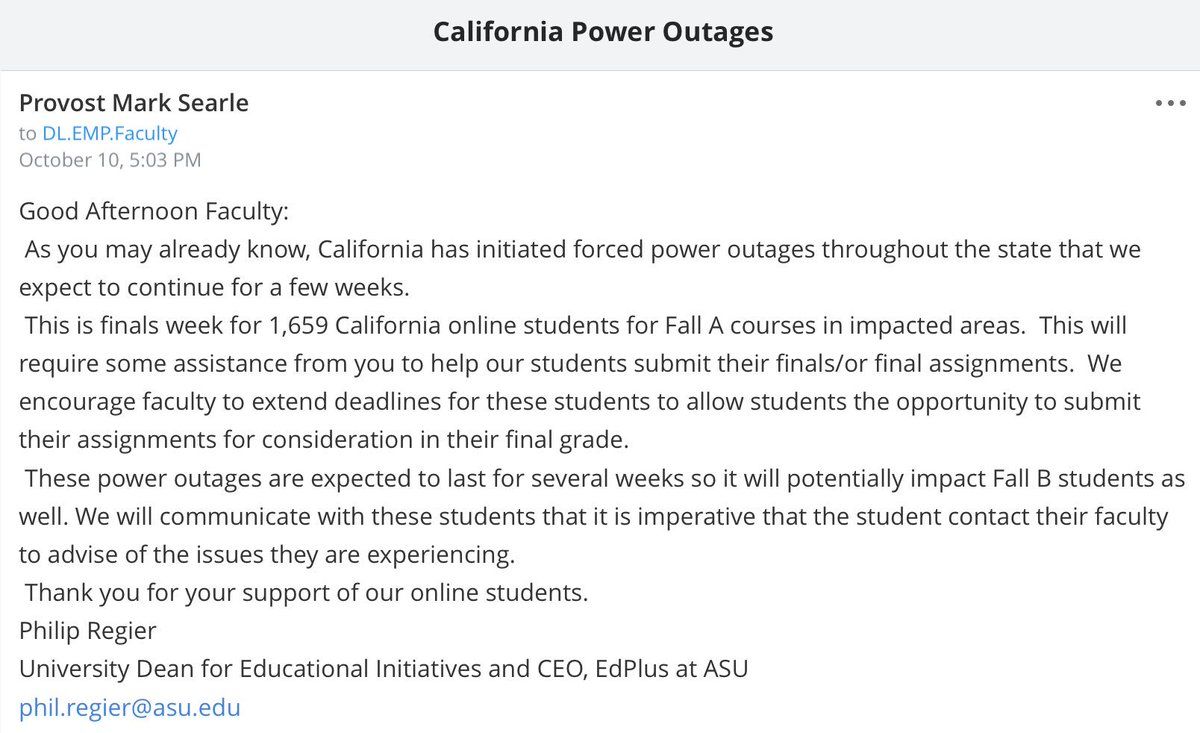 California Power Outages
Provost Mark Searle
to DL.EMP.Faculty
October 10, 5:03 PM
Good Afternoon Faculty:
As you may already know, California has initiated forced power outages throughout the state that we
expect to continue for a few weeks.
This is finals week for 1,659 California online students for Fall A courses in impacted areas.  This will
require some assistance from you to help our students submit their finals/or final assignments.  We
encourage faculty to extend deadlines for these students to allow students the opportunity to submit
their assignments for consideration in their final grade.
These power outages are expected to last for several weeks so it will potentially impact Fall B students as
well. We will communicate with these students that it is imperative that the student contact their faculty
to advise of the issues they are experiencing.
Thank you for your support of our online students.
Philip Regier
University Dean for Educational Initiatives and CEO, EdPlus at ASU
phil.regier@asu.edu